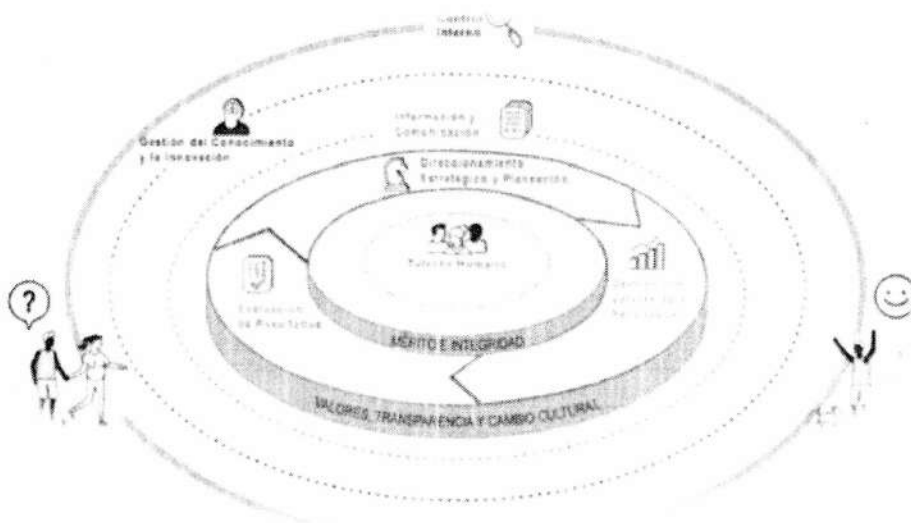 Control
Interno
Gestión del Conocimiento
y la Innovación
Información y
Comunicación
Direccionamiento
Estratégico y Planeación
Talento Humano
Evaluación
de Resultados
MÉRITO E INTEGRIDAD
VALORES, TRANSPARENCIA Y CAMBIO CULTURAL
?